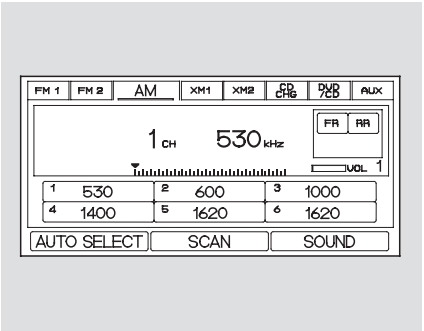 FM 1 FM 2 AM XM1 XM2 CD CHG DVD /CD AUX
1 CH 530 kHz FR RR
VOL 1
1 530 2 600 3 1000
4 1400 5 1620 6 1620
AUTO SELECT SCAN SOUND